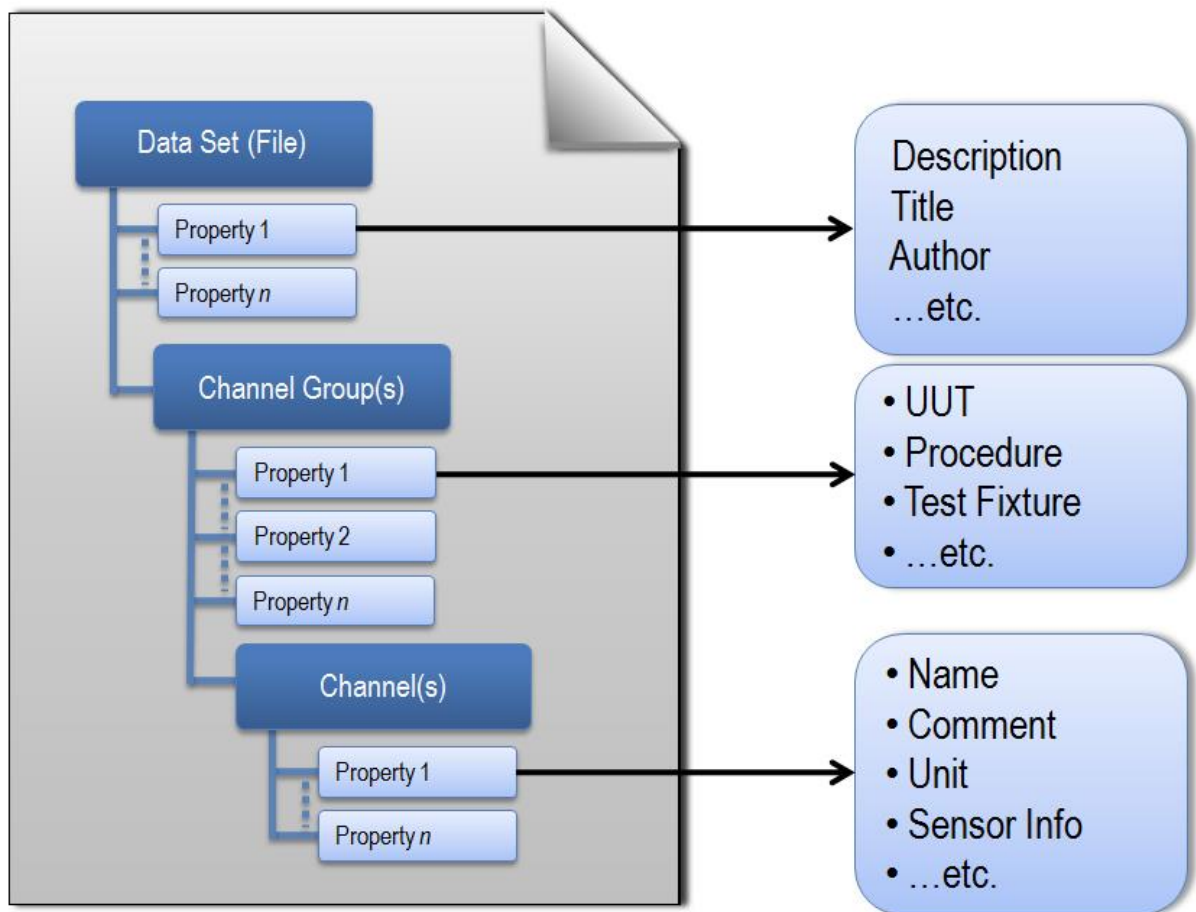 Data Set (File)
Property 1
Property n
Channel Group(s)
Property 1
Property 2
Property n
Channel(s)
Property 1
Property n
Description
Title
Author
…etc.
• UUT
• Procedure
• Test Fixture
• …etc.
• Name
• Comment
• Unit
• Sensor Info
• …etc.